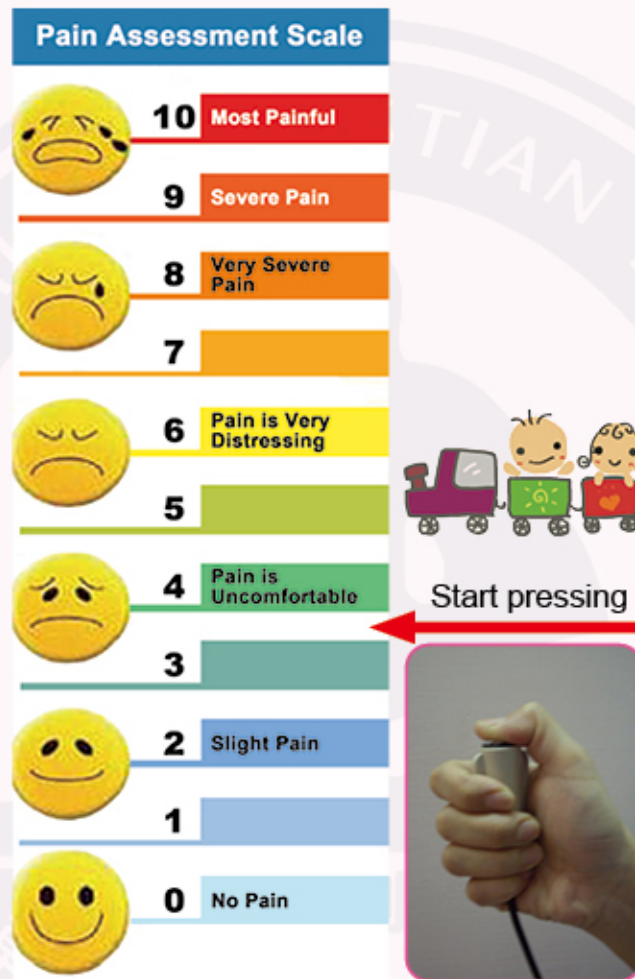 Pain Assessment Scale
10 Most Painful
9 Severe Pain
8 Very Severe
Pain
7
6 Pain is Very
Distressing
5
4 Pain is
Uncomfortable
Start pressing
3
2 Slight Pain
1
0 No Pain
TIAN